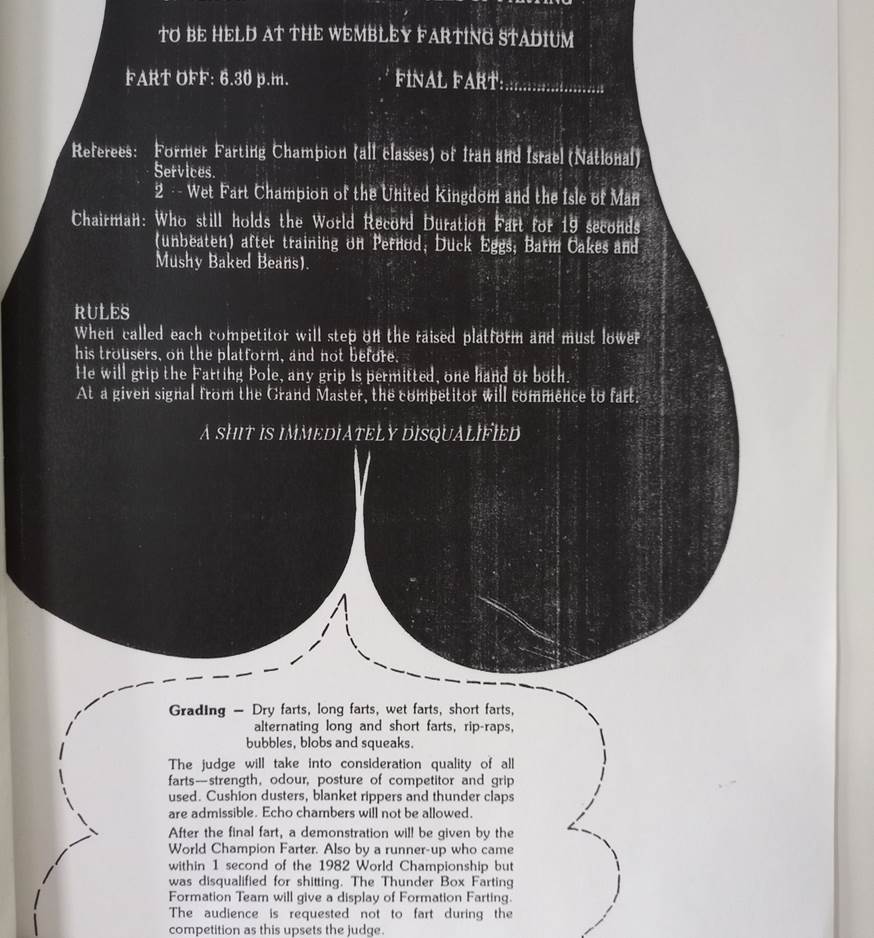 TO BE HELD AT THE WEMBLEY FARTING STADIUM
FART OFF: 6.30 p.m. FINAL FART:......................
Referees: Former Farting Champion (all classes) of Iran and Israel (National)
Services.
2 -- Wet Fart Champion of the United Kingdom and the Isle of Man
Chairman: Who still holds the World Record Duration Fart for 19 seconds
(unbeaten) after training on Pernod, Duck Eggs, Barm Cakes and
Mushy Baked Beans).
RULES
When called each competitor will step on the raised platform and must lower
his trousers, on the platform, and not before.
He will grip the Farting Pole, any grip is permitted, one hand or both.
At a given signal from the Grand Master, the competitor will commence to fart.
A SHIT IS IMMEDIATELY DISQUALIFIED
Grading — Dry farts, long farts, wet farts, short farts,
alternating long and short farts, rip-raps,
bubbles, blobs and squeaks.
The judge will take into consideration quality of all
farts—strength, odour, posture of competitor and grip
used. Cushion dusters, blanket rippers and thunder claps
are admissible. Echo chambers will not be allowed.
After the final fart, a demonstration will be given by the
World Champion Farter. Also by a runner-up who came
within 1 second of the 1982 World Championship but
was disqualified for shitting. The Thunder Box Farting
Formation Team will give a display of Formation Farting.
The audience is requested not to fart during the
competition as this upsets the judge.